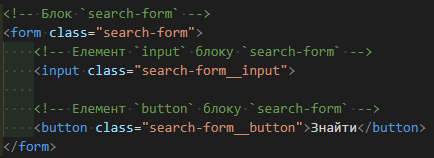 <!-- Блок `search-form` -->
<form class="search-form">
<!-- Елемент `input` блоку `search-form` -->
<input class="search-form__input">
<!-- Елемент `button` блоку `search-form` -->
<button class="search-form__button">Знайти</button>
</form>